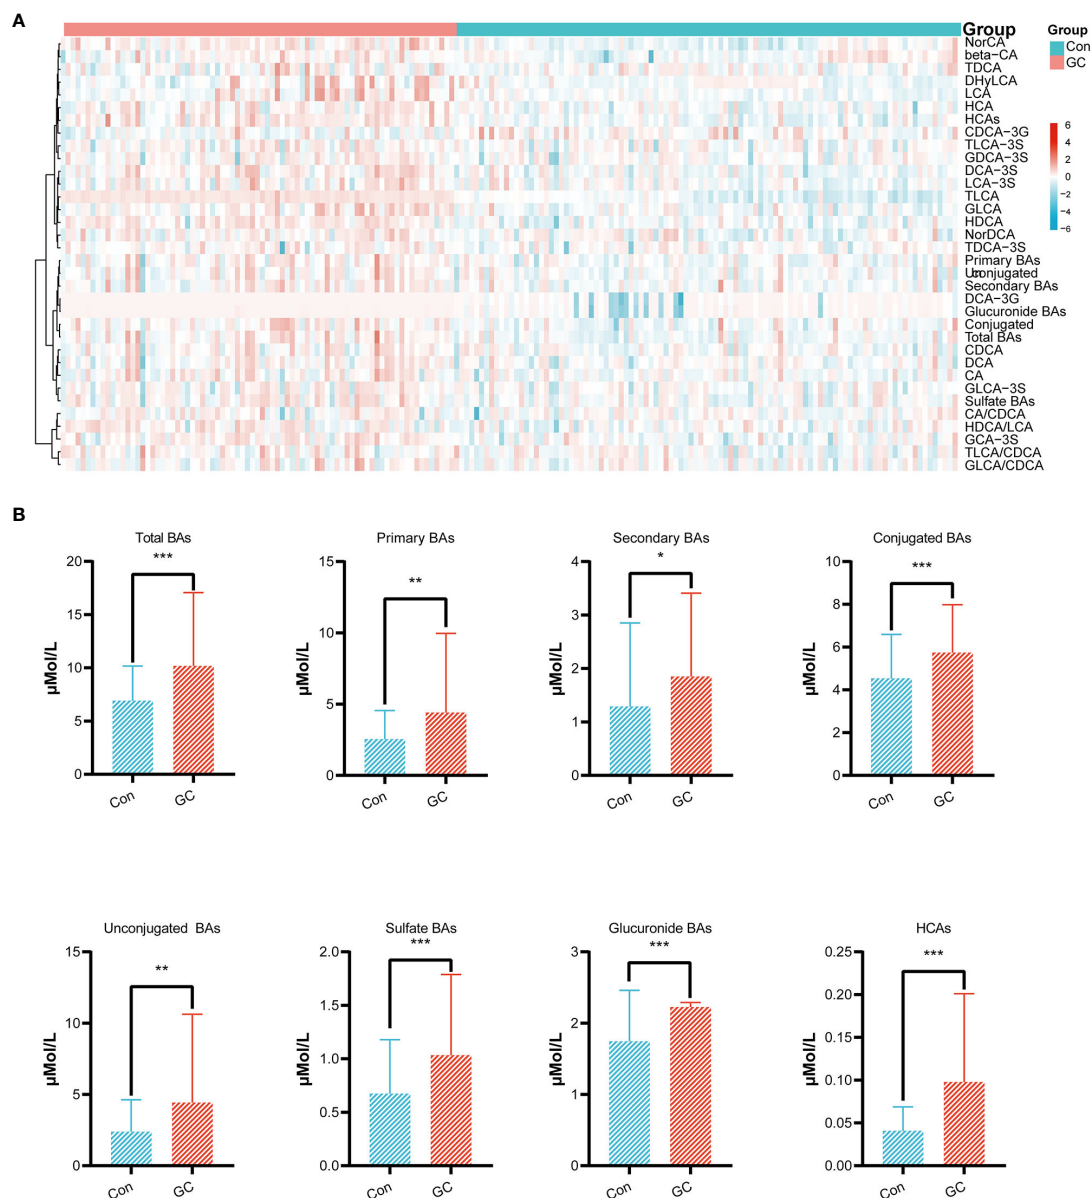 A
Group
NorCA
beta−CA
TDCA
DHyLCA
LCA
HCA
HCAs
CDCA−3G
TLCA−3S
GDCA−3S
DCA−3S
LCA−3S
TLCA
GLCA
HDCA
NorDCA
TDCA−3S
Primary BAs
Unconjugated
Secondary BAs
DCA−3G
Glucuronide BAs
Conjugated
Total BAs
CDCA
DCA
CA
GLCA−3S
Sulfate BAs
CA/CDCA
HDCA/LCA
GCA−3S
TLCA/CDCA
GLCA/CDCA
Group
Con
GC
6
4
2
0
−2
−4
−6
B
Total BAs
***
20
15
10
5
0
µMol/L
Con
GC
Primary BAs
**
15
10
5
0
µMol/L
Con
GC
Secondary BAs
*
4
3
2
1
0
µMol/L
Con
GC
Conjugated BAs
***
10
8
6
4
2
0
µMol/L
Con
GC
Unconjugated BAs
**
15
10
5
0
µMol/L
Con
GC
Sulfate BAs
***
2.0
1.5
1.0
0.5
0.0
µMol/L
Con
GC
Glucuronide BAs
***
3
2
1
0
µMol/L
Con
GC
HCAs
***
0.25
0.20
0.15
0.10
0.05
0.00
µMol/L
Con
GC